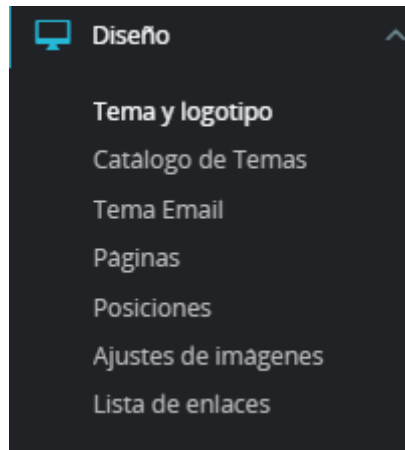 Diseño
Tema y logotipo
Catálogo de Temas
Tema Email
Páginas
Posiciones
Ajustes de imágenes
Lista de enlaces